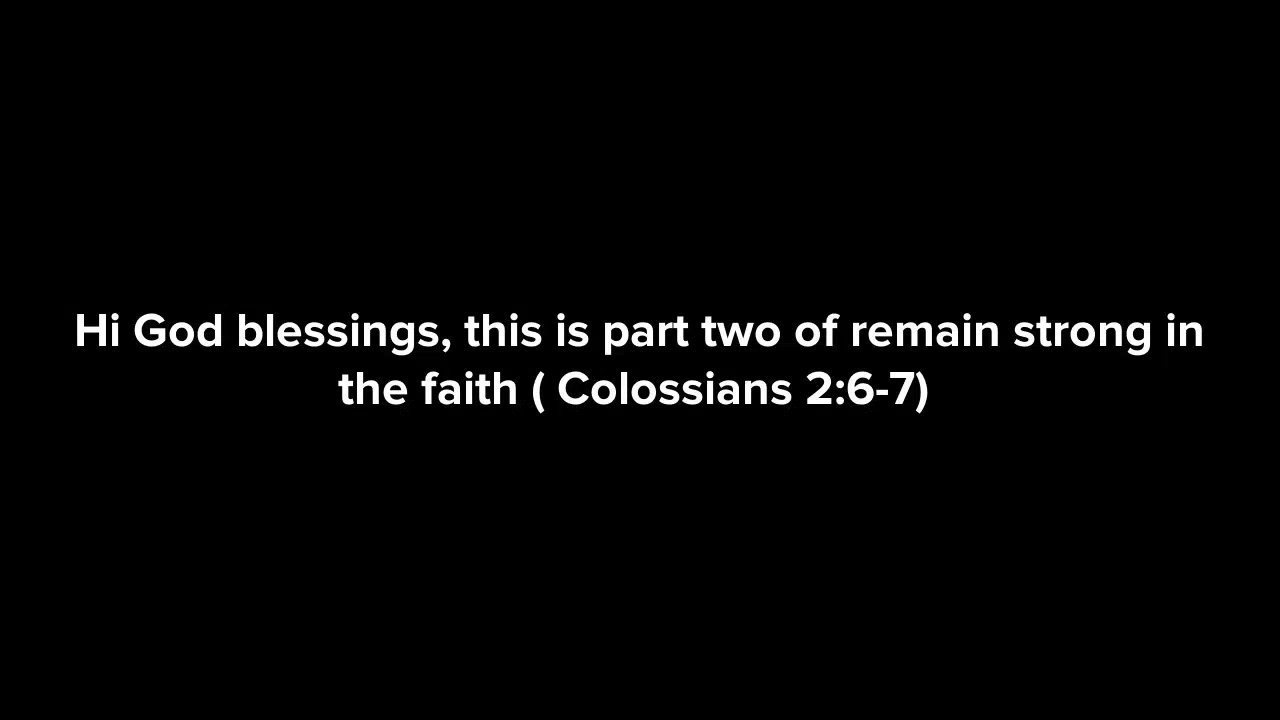 Hi God blessings, this is part two of remain strong in
the faith ( Colossians 2:6-7)